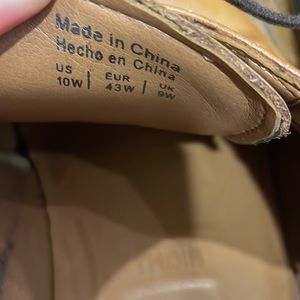 Made in China
Hecho en China
US | EUR | UK
10W | 43W | 9W